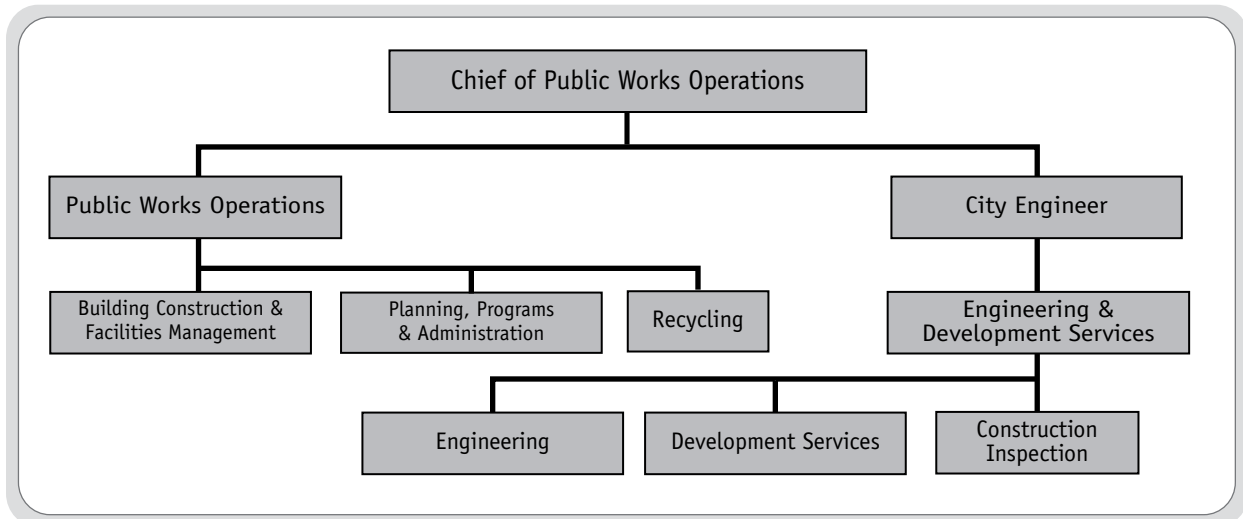 Chief of Public Works Operations
Public Works Operations
City Engineer
Building Construction &
Facilities Management
Planning, Programs
& Administration
Recycling
Engineering &
Development Services
Engineering
Development Services
Construction
Inspection